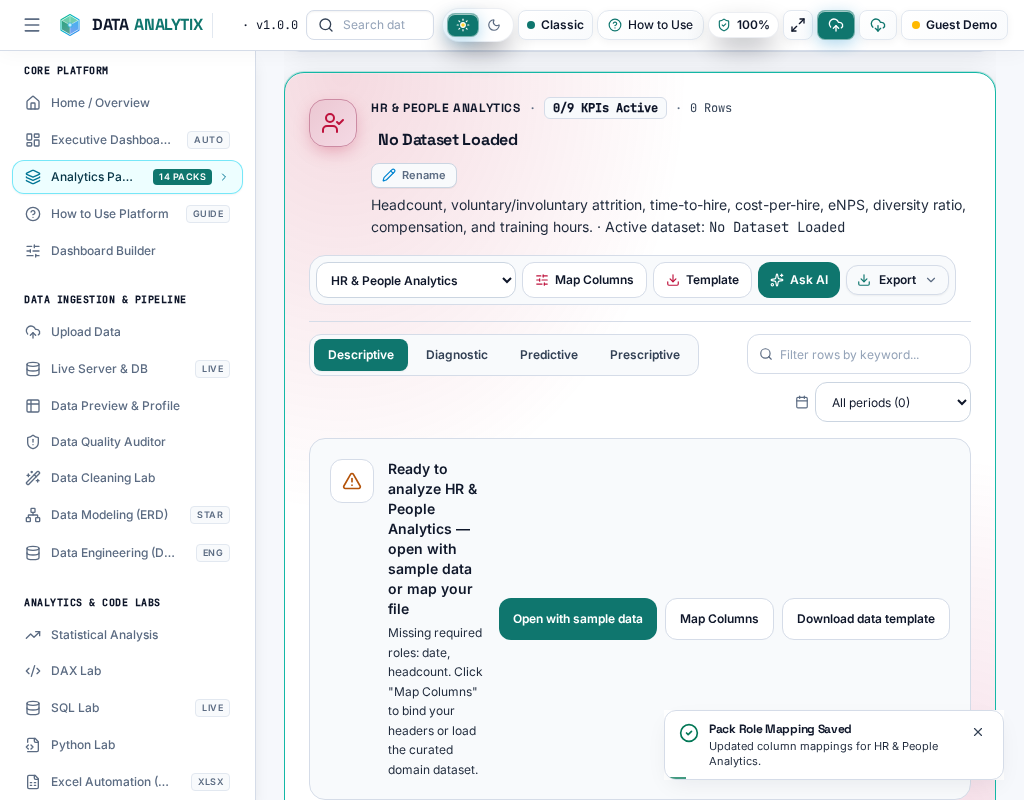 DATA ANALYTIX
· v1.0.0
Search dat
Classic
How to Use
100%
Guest Demo
CORE PLATFORM
Home / Overview
Executive Dashboa... AUTO
Analytics Pa... 14 PACKS
How to Use Platform GUIDE
Dashboard Builder
DATA INGESTION & PIPELINE
Upload Data
Live Server & DB LIVE
Data Preview & Profile
Data Quality Auditor
Data Cleaning Lab
Data Modeling (ERD) STAR
Data Engineering (D... ENG
ANALYTICS & CODE LABS
Statistical Analysis
DAX Lab
SQL Lab LIVE
Python Lab
Excel Automation (... XLSX
HR & PEOPLE ANALYTICS · 0/9 KPIs Active · 0 Rows
No Dataset Loaded
Rename
Headcount, voluntary/involuntary attrition, time-to-hire, cost-per-hire, eNPS, diversity ratio,
compensation, and training hours. · Active dataset: No Dataset Loaded
HR & People Analytics
Map Columns
Template
Ask AI
Export
Descriptive
Diagnostic
Predictive
Prescriptive
Filter rows by keyword...
All periods (0)
Ready to
analyze HR &
People
Analytics —
open with
sample data
or map your
file
Missing required
roles: date,
headcount. Click
"Map Columns"
to bind your
headers or load
the curated
domain dataset.
Open with sample data
Map Columns
Download data template
Pack Role Mapping Saved
Updated column mappings for HR & People
Analytics.